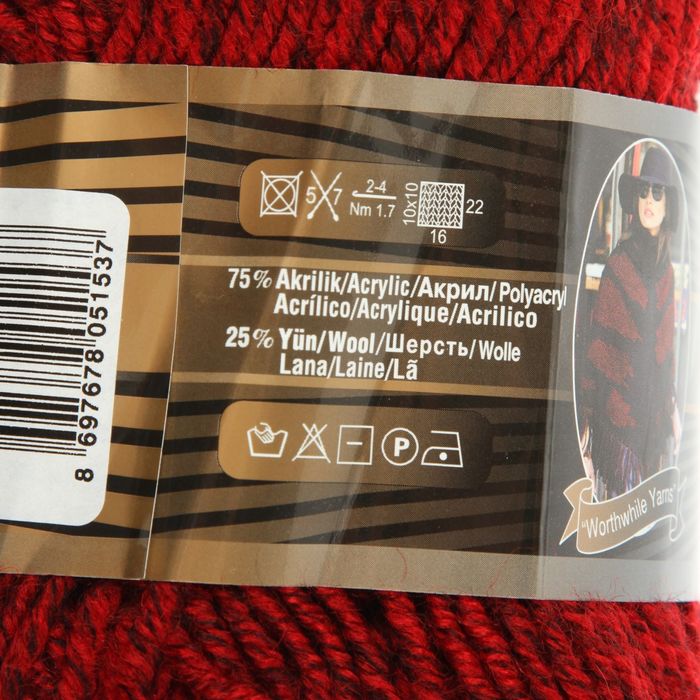 5 7
2-4
Nm 1.7
10x10
22
16
75% Akrilik/Acrylic/Акрил/Polyacryl
Acrílico/Acrylique/Acrilico
25% Yün/Wool/Шерсть/Wolle
Lana/Laine/Lã
P
8 697678 051537
"Worthwhile Yarns"